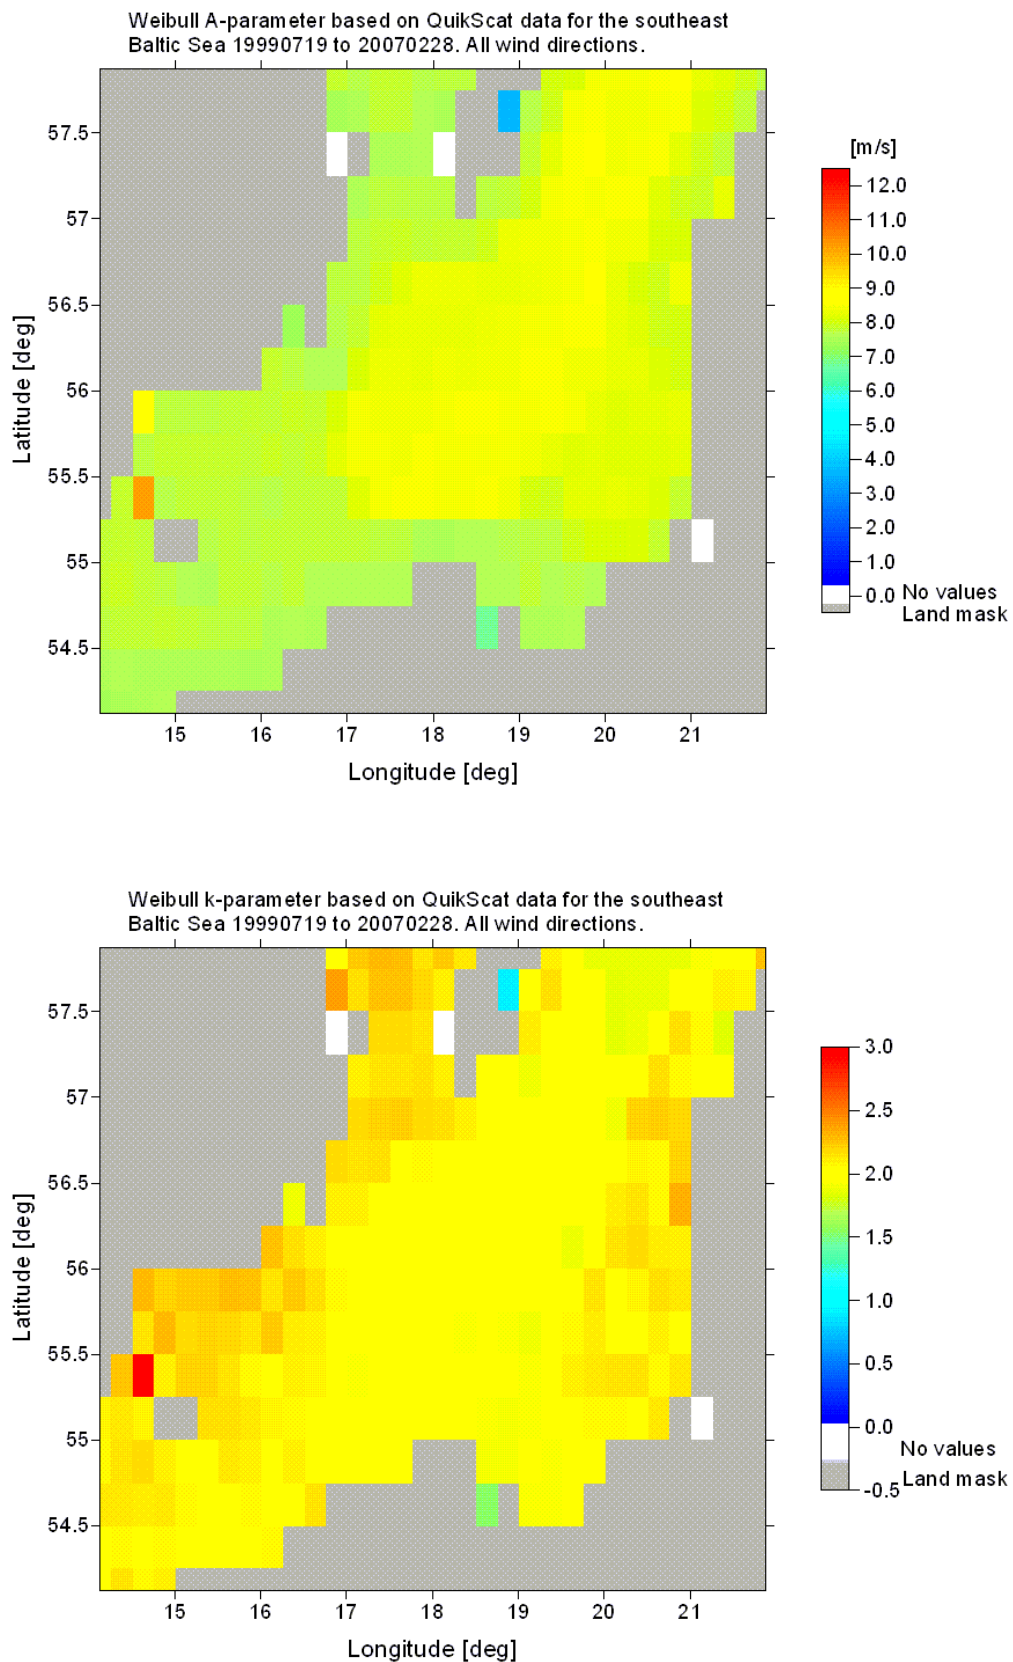 Weibull A-parameter based on QuikScat data for the southeast
Baltic Sea 19990719 to 20070228. All wind directions.
57.5
57
56.5
56
55.5
55
54.5
Latitude [deg]
15 16 17 18 19 20 21
Longitude [deg]
[m/s]
12.0
11.0
10.0
9.0
8.0
7.0
6.0
5.0
4.0
3.0
2.0
1.0
0.0 No values
Land mask
Weibull k-parameter based on QuikScat data for the southeast
Baltic Sea 19990719 to 20070228. All wind directions.
57.5
57
56.5
56
55.5
55
54.5
Latitude [deg]
15 16 17 18 19 20 21
Longitude [deg]
3.0
2.5
2.0
1.5
1.0
0.5
0.0
No values
-0.5 Land mask